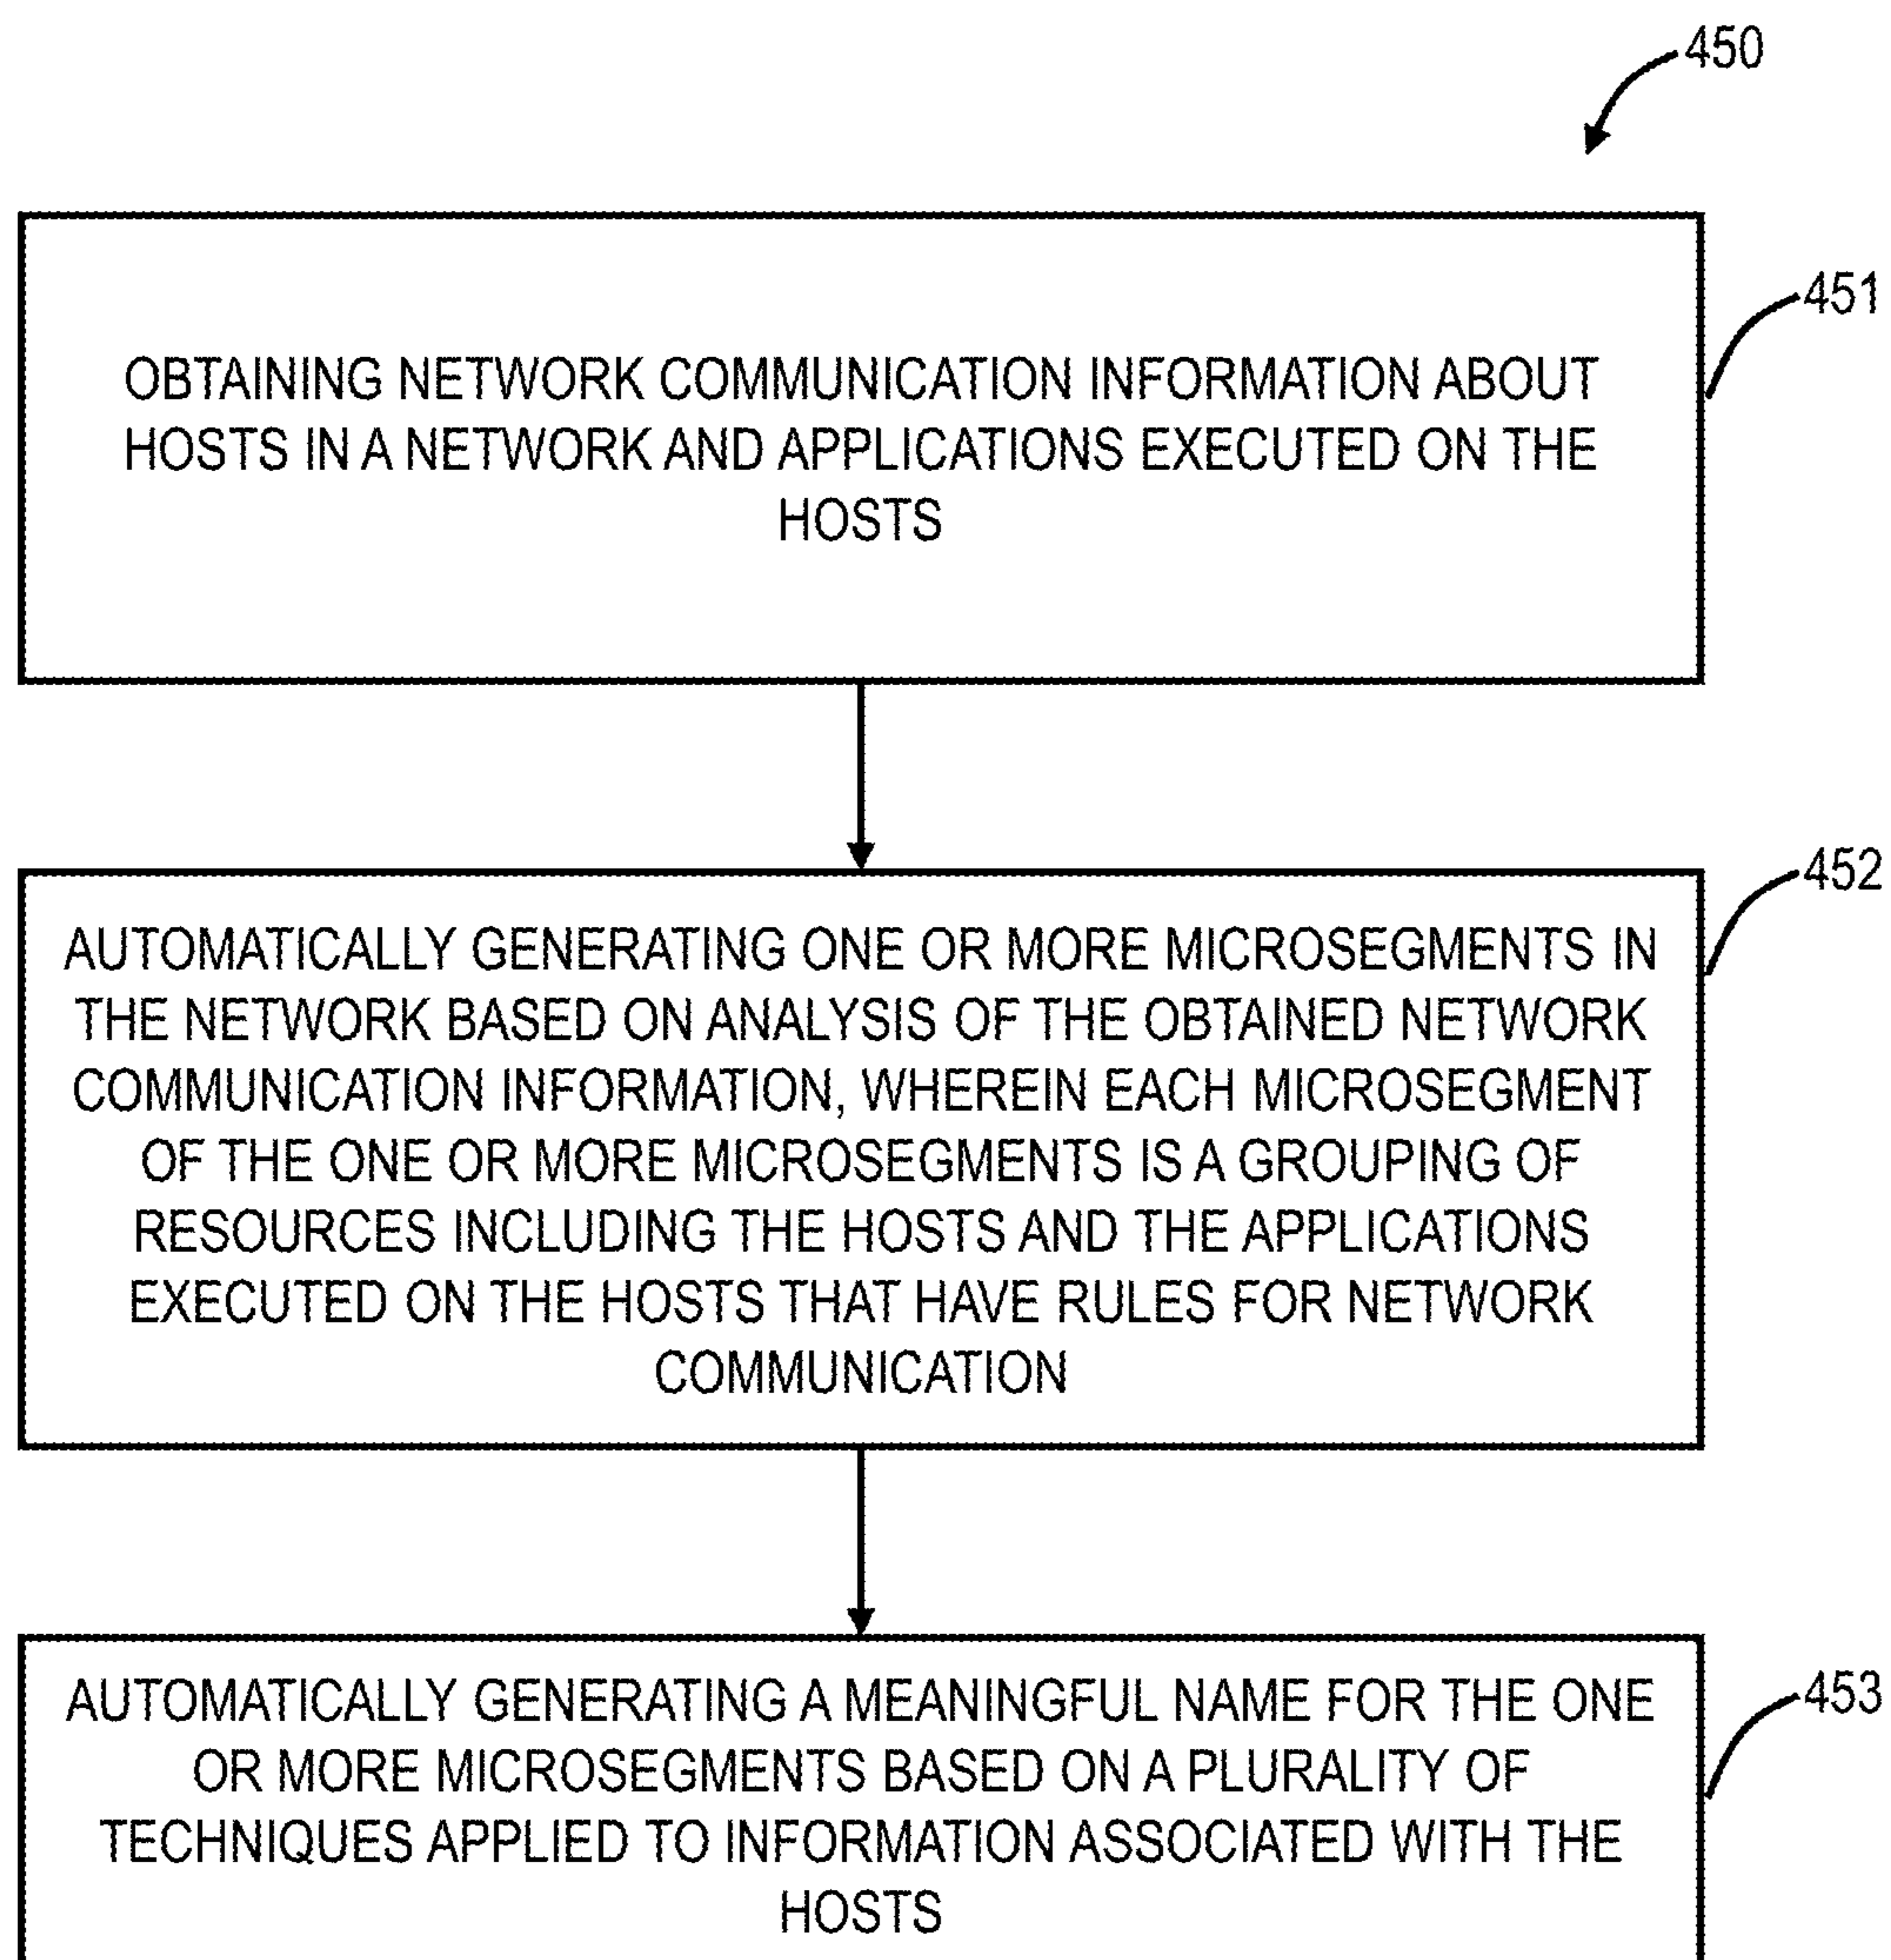 450
451
OBTAINING NETWORK COMMUNICATION INFORMATION ABOUT
HOSTS IN A NETWORK AND APPLICATIONS EXECUTED ON THE
HOSTS
452
AUTOMATICALLY GENERATING ONE OR MORE MICROSEGMENTS IN
THE NETWORK BASED ON ANALYSIS OF THE OBTAINED NETWORK
COMMUNICATION INFORMATION, WHEREIN EACH MICROSEGMENT
OF THE ONE OR MORE MICROSEGMENTS IS A GROUPING OF
RESOURCES INCLUDING THE HOSTS AND THE APPLICATIONS
EXECUTED ON THE HOSTS THAT HAVE RULES FOR NETWORK
COMMUNICATION
453
AUTOMATICALLY GENERATING A MEANINGFUL NAME FOR THE ONE
OR MORE MICROSEGMENTS BASED ON A PLURALITY OF
TECHNIQUES APPLIED TO INFORMATION ASSOCIATED WITH THE
HOSTS